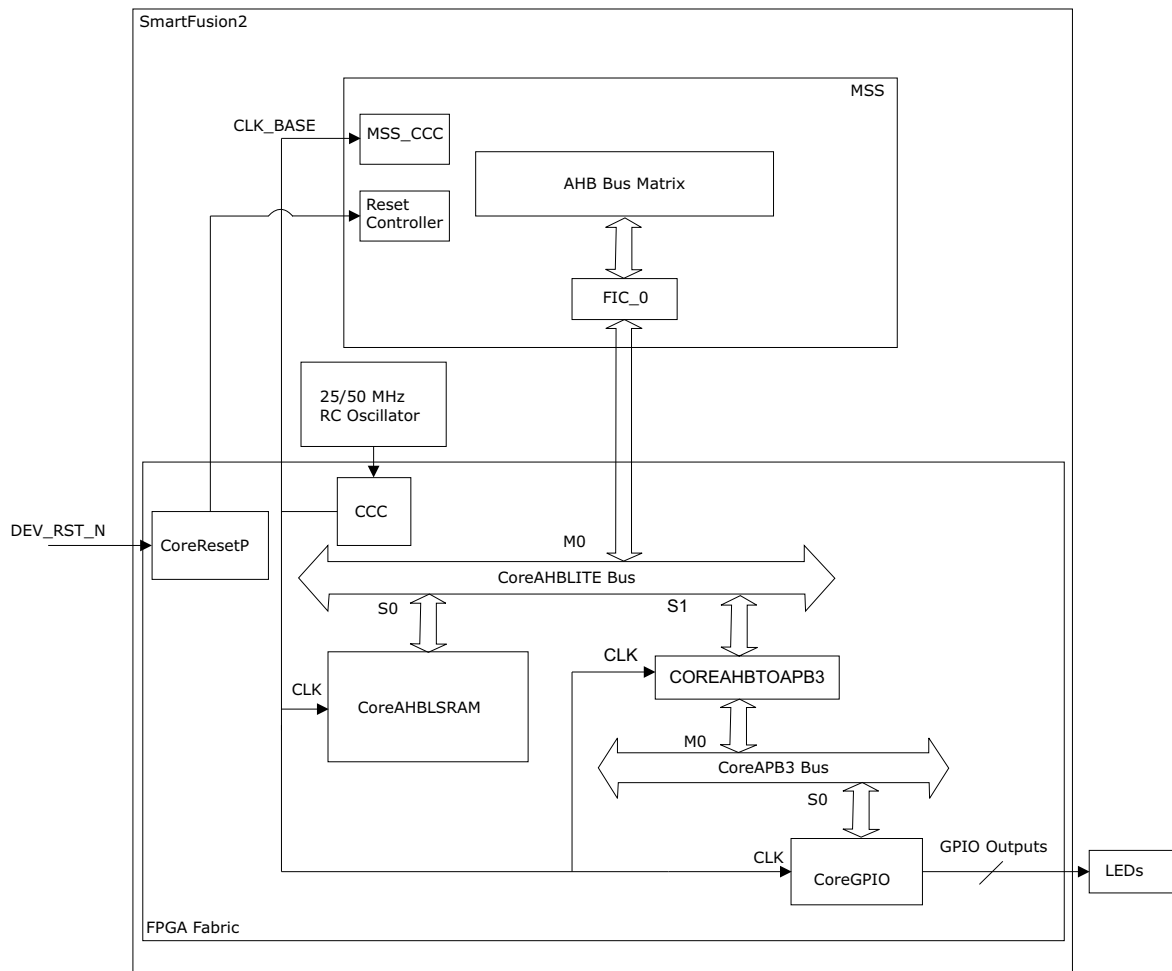 SmartFusion2
MSS
CLK_BASE
MSS_CCC
AHB Bus Matrix
Reset
Controller
FIC_0
25/50 MHz
RC Oscillator
CCC
DEV_RST_N
CoreResetP
M0
CoreAHBLITE Bus
S0
S1
CLK
COREAHBTOAPB3
CLK
CoreAHBLSRAM
M0
CoreAPB3 Bus
S0
GPIO Outputs
CLK
CoreGPIO
LEDs
FPGA Fabric